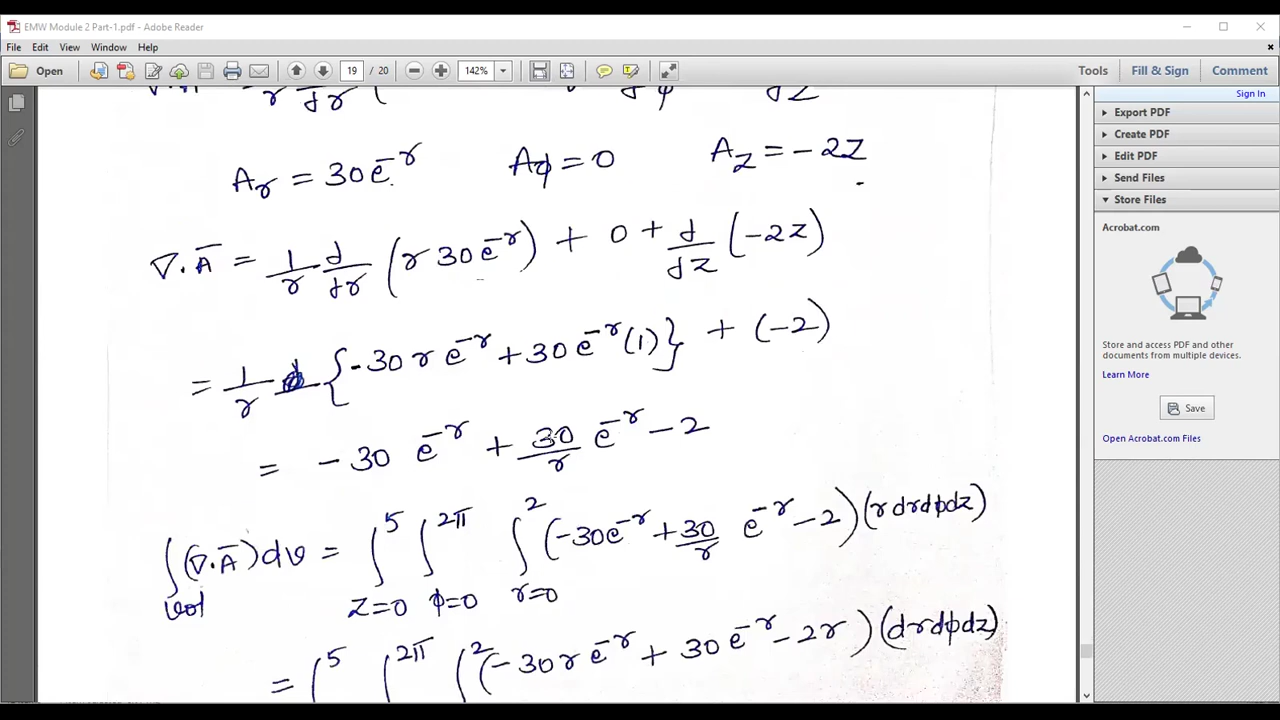 EMW Module 2 Part-1.pdf - Adobe Reader
File Edit View Window Help
Open 19 / 20 142% Tools Fill & Sign Comment
Sign In
Export PDF
Create PDF
Edit PDF
Send Files
Store Files
Acrobat.com
Store and access PDF and other
documents from multiple devices.
Learn More
Save
Open Acrobat.com Files
A_r = 30e^{-r} A_φ = 0 A_z = -2z
∇.Ā = 1/r d/dr (r 30e^{-r}) + 0 + d/dz (-2z)
= 1/r {-30 r e^{-r} + 30 e^{-r}(1)} + (-2)
= -30 e^{-r} + 30/r e^{-r} - 2
∫_{vol} (∇.Ā)dv = ∫_{z=0}^{5} ∫_{φ=0}^{2π} ∫_{r=0}^{2} (-30e^{-r} + 30/r e^{-r} - 2)(r dr dφ dz)
= ∫^{5} ∫^{2π} ∫^{2} (-30r e^{-r} + 30 e^{-r} - 2r)(dr dφ dz)